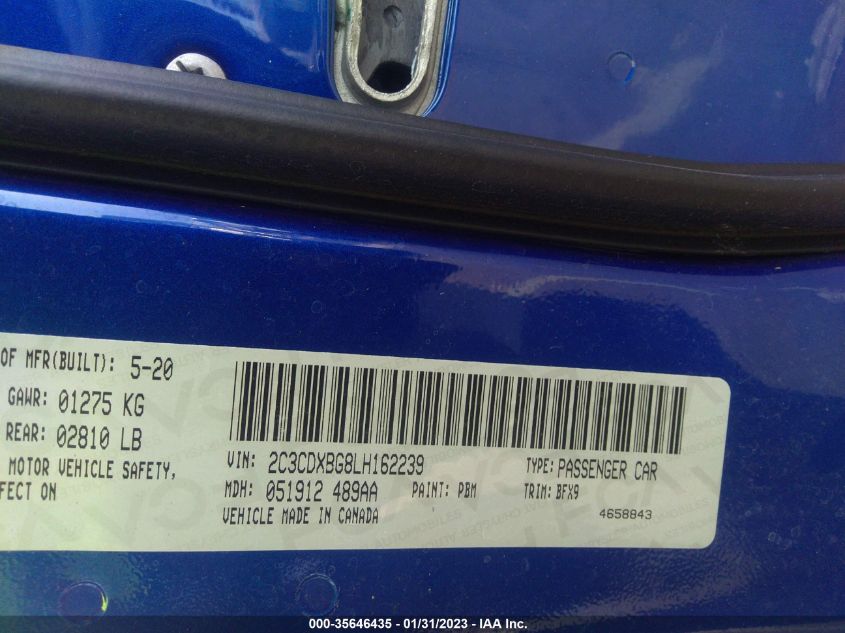 OF MFR(BUILT): 5-20
GAWR: 01275 KG
REAR: 02810 LB
MOTOR VEHICLE SAFETY,
FECT ON
VIN: 2C3CDXBG8LH162239
TYPE: PASSENGER CAR
MDH: 051912 489AA
PAINT: PBM
TRIM: BFX9
VEHICLE MADE IN CANADA
4658843
000-35646435 / 01/31/2023 - IAA Inc.